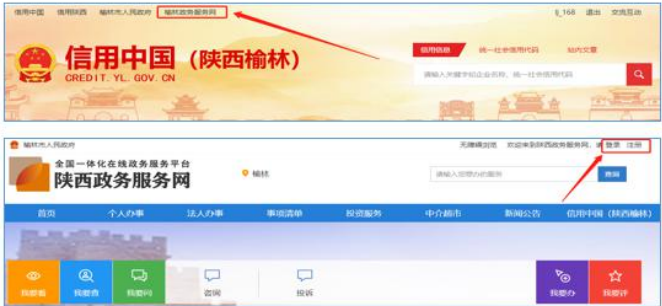 信用中国 信用陕西 榆林市人民政府 榆林政务服务网
_168 退出 交流互动
信用中国（陕西榆林）
CREDIT.YL.GOV.CN
信用信息 统一社会信用代码 站内文章
请输入关键字如企业名称、统一社会信用代码
榆林市人民政府
无障碍浏览 欢迎来到陕西政务服务网，请 登录 注册
全国一体化在线政务服务平台
陕西政务服务网
榆林
请输入您想办的服务
查询
首页 个人办事 法人办事 事项清单 投资服务 中介超市 新闻公告 信用中国（陕西榆林）
我要看 我要查 我要问 咨询 投诉 我要办 我要评